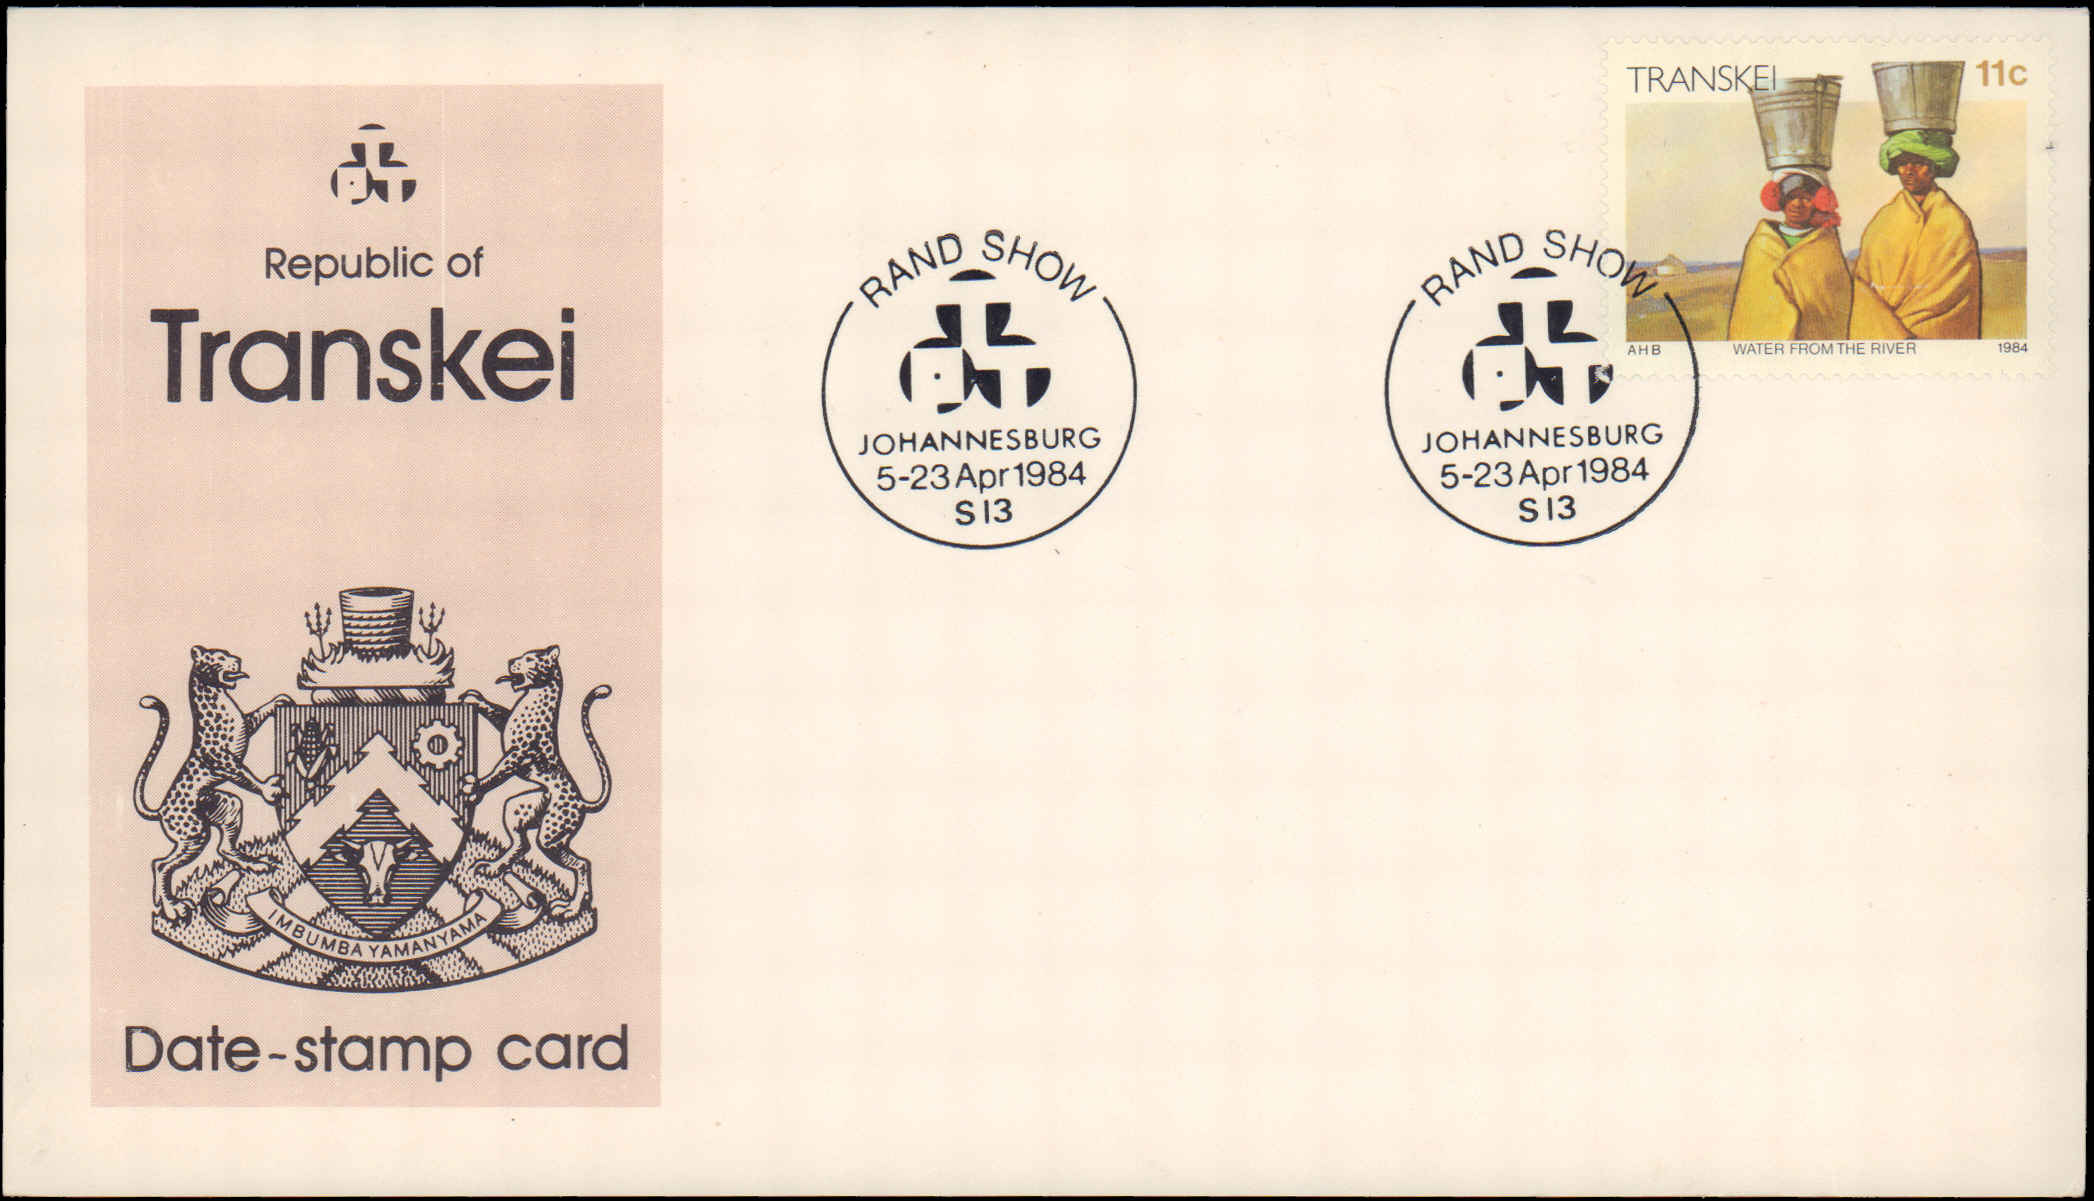 Republic of
Transkei
IMBUMBA YAMANYAMA
Date-stamp card
RAND SHOW
JOHANNESBURG
5-23 Apr 1984
S13
RAND SHOW
JOHANNESBURG
5-23 Apr 1984
S13
TRANSKEI 11c
AHB WATER FROM THE RIVER 1984